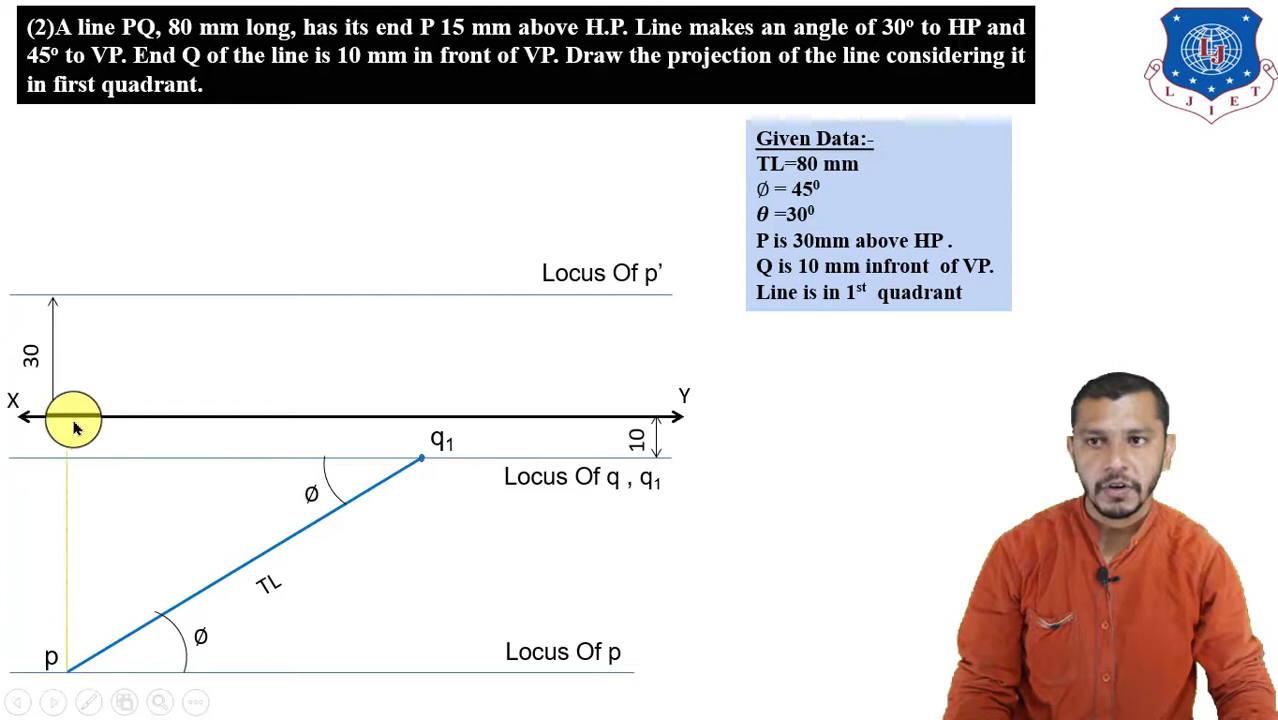 (2)A line PQ, 80 mm long, has its end P 15 mm above H.P. Line makes an angle of 30º to HP and
45º to VP. End Q of the line is 10 mm in front of VP. Draw the projection of the line considering it
in first quadrant.
L J I E T
LJ
Given Data:-
TL=80 mm
∅ = 45⁰
θ =30⁰
P is 30mm above HP .
Q is 10 mm infront of VP.
Line is in 1st quadrant
Locus Of p’
30
X
Y
10
q₁
Locus Of q , q₁
Ø
TL
Ø
p
Locus Of p